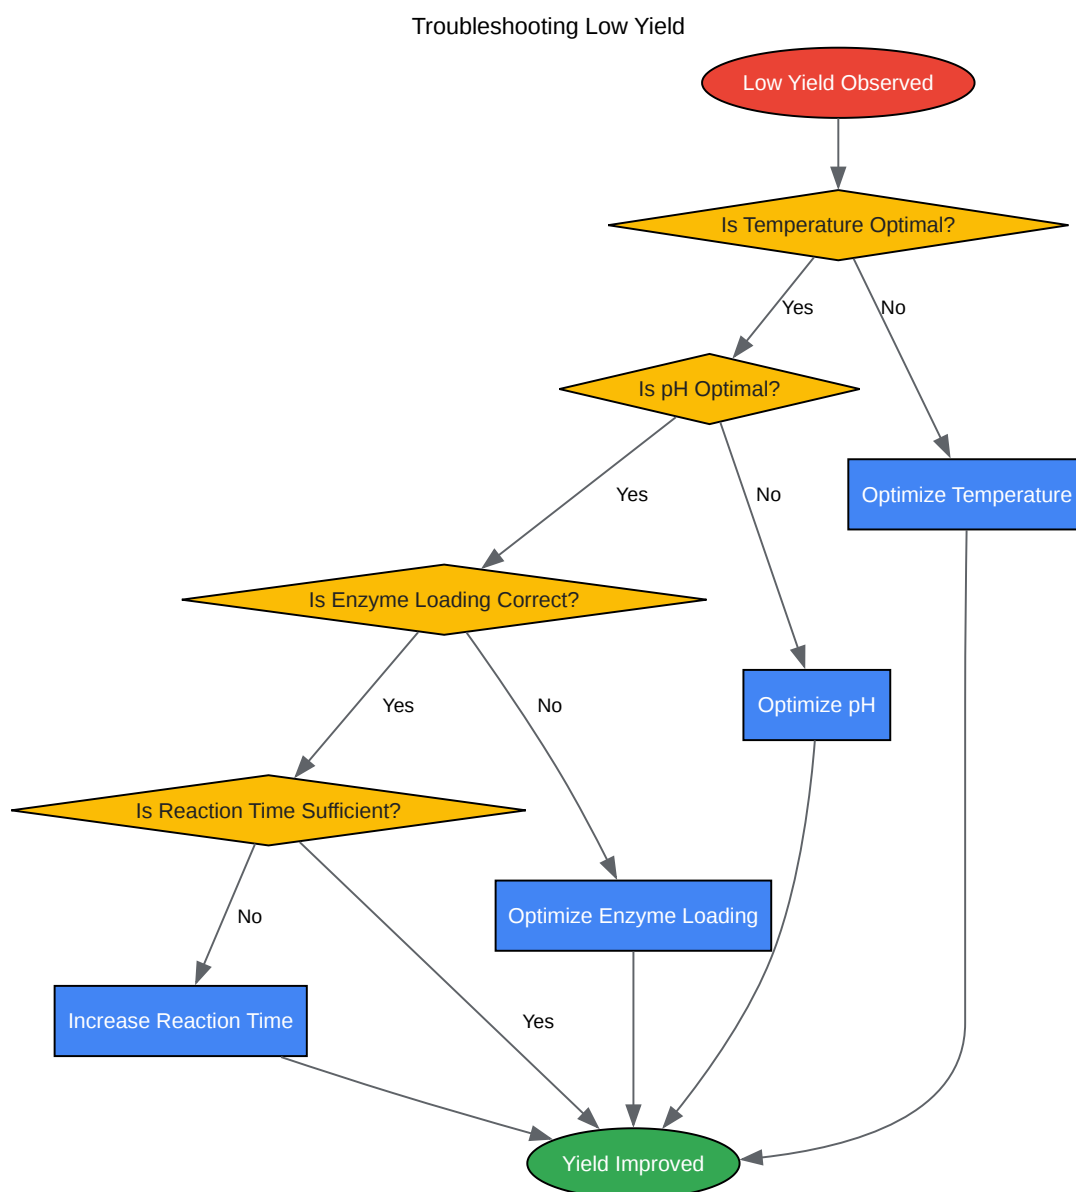 Troubleshooting Low Yield
Low Yield Observed
Is Temperature Optimal?
Yes
No
Is pH Optimal?
Yes
No
Optimize Temperature
Is Enzyme Loading Correct?
Yes
No
Optimize pH
Is Reaction Time Sufficient?
No
Optimize Enzyme Loading
Increase Reaction Time
Yes
Yield Improved